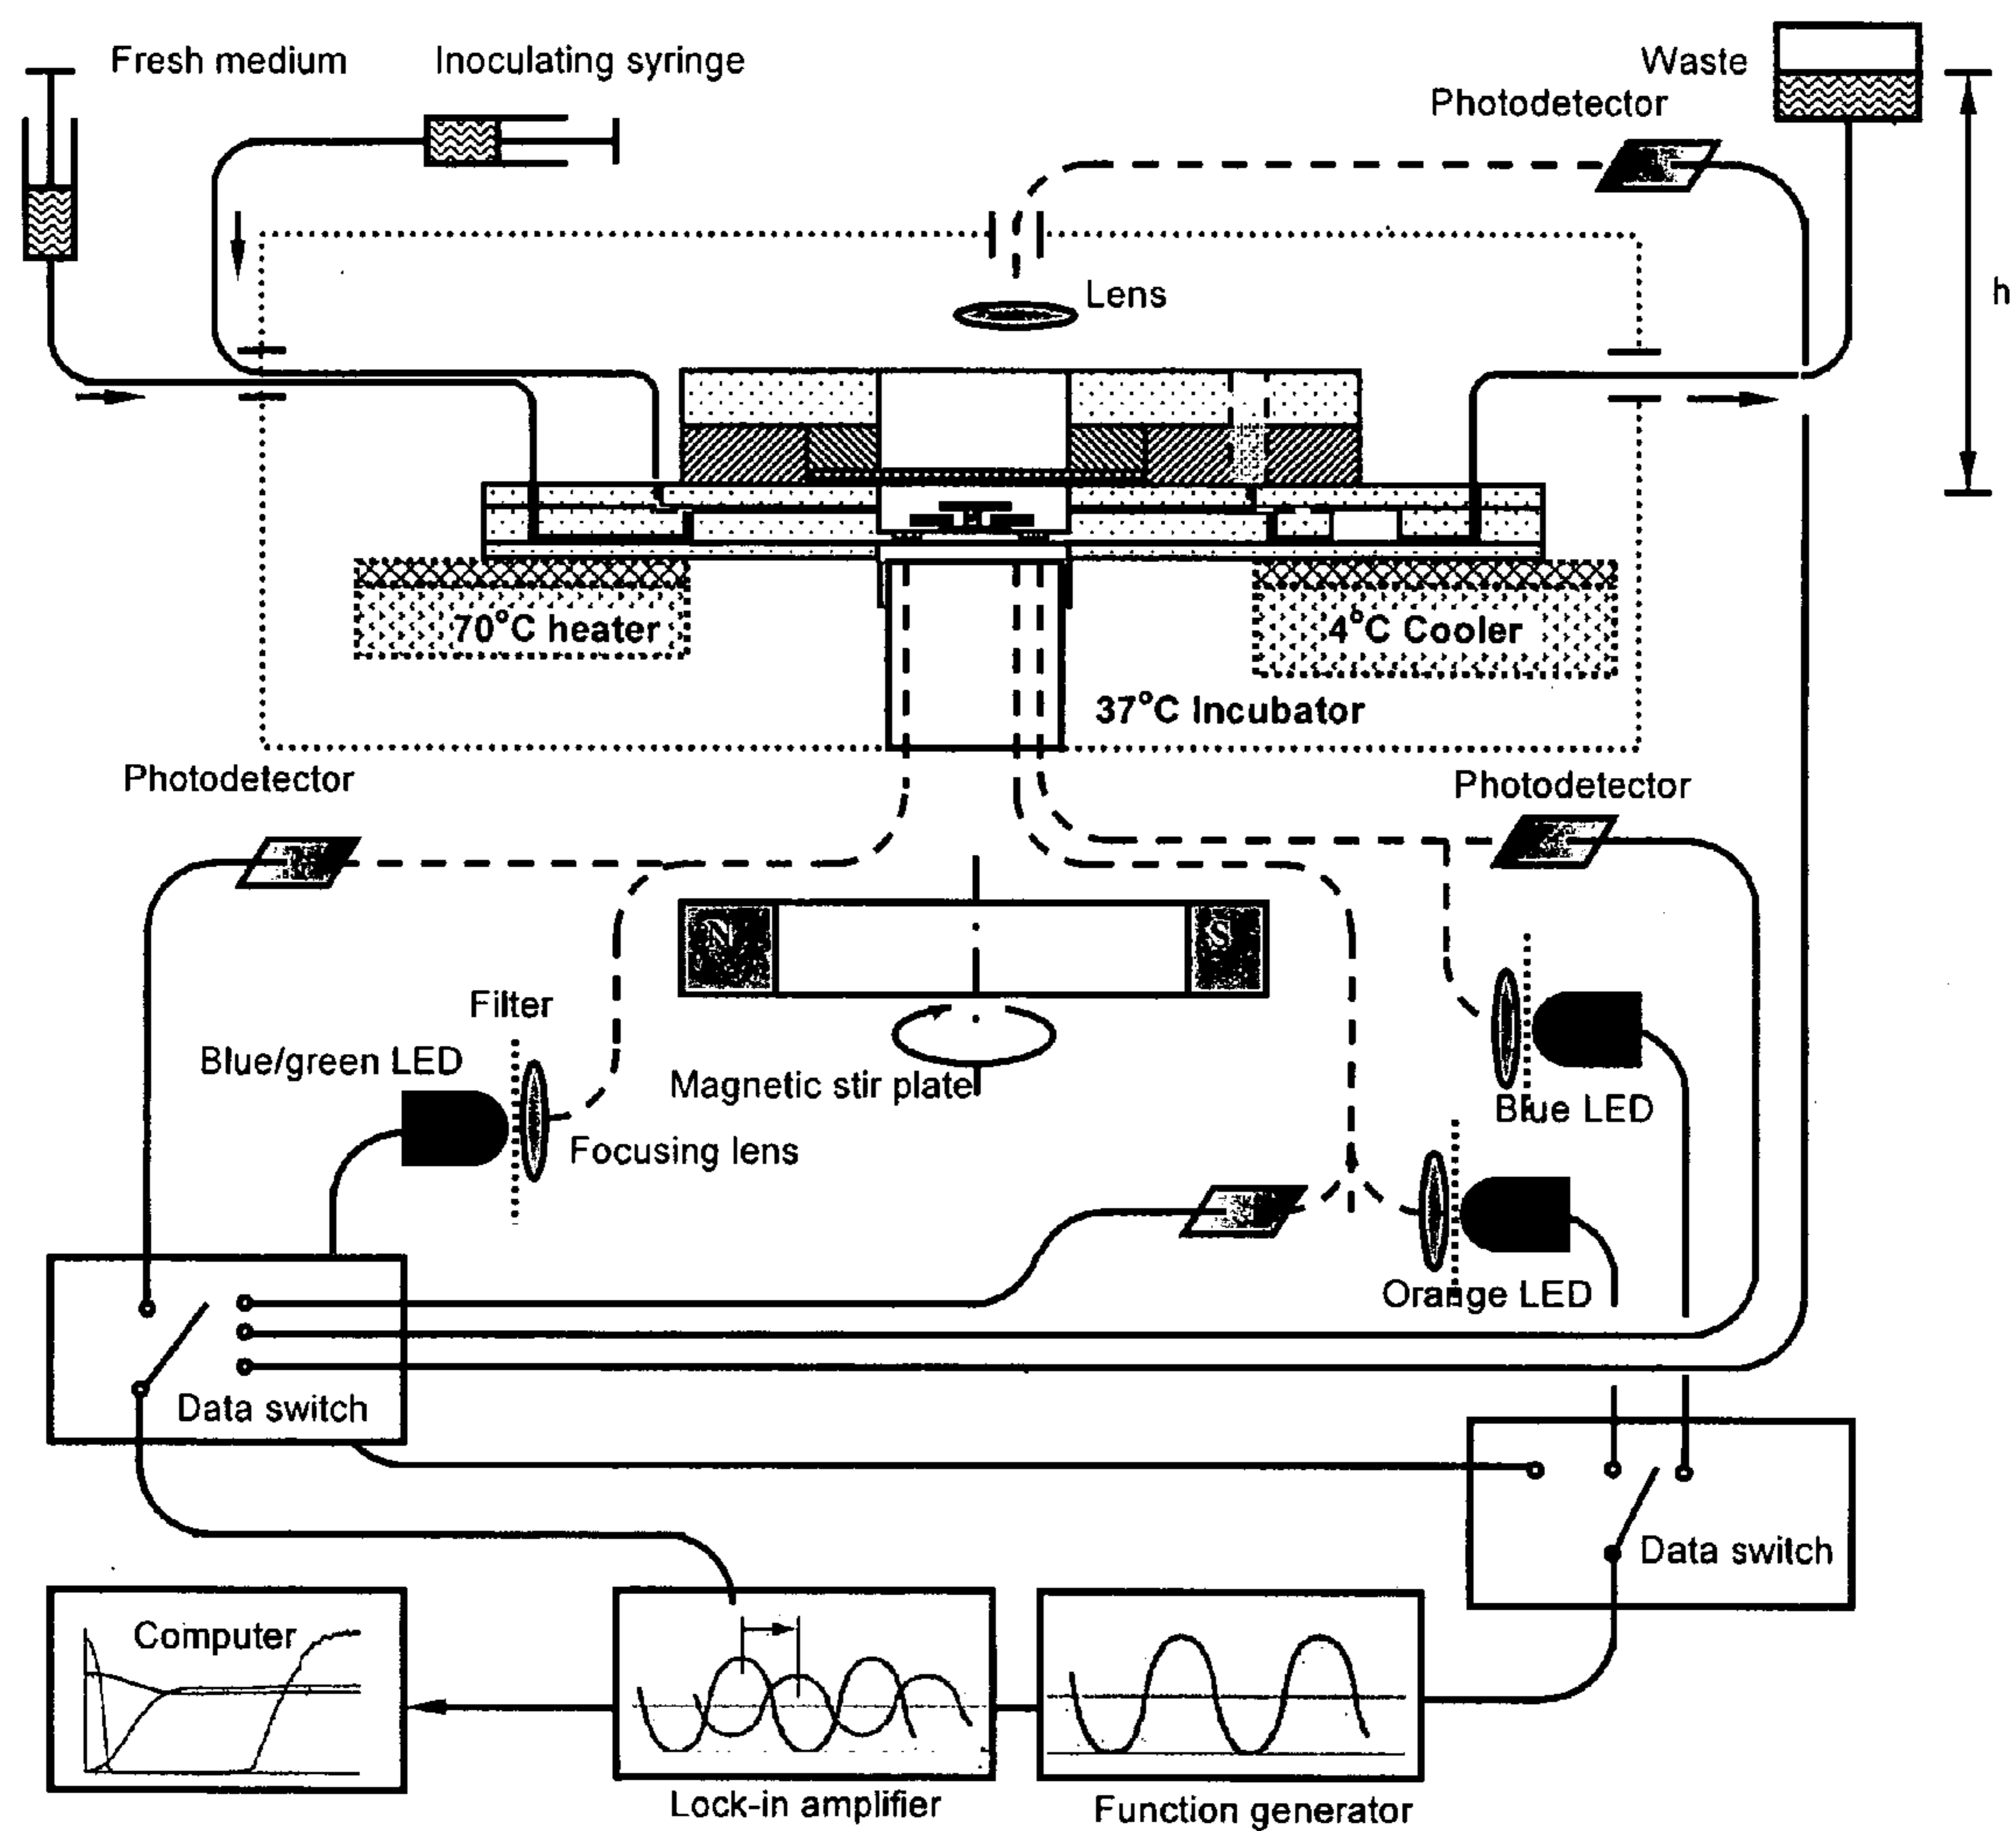 Fresh medium
Inoculating syringe
Waste
Photodetector
h
Lens
70°C heater
4°C Cooler
37°C Incubator
Photodetector
Photodetector
N
S
Filter
Blue/green LED
Magnetic stir plate
Blue LED
Focusing lens
Orange LED
Data switch
Data switch
Computer
Lock-in amplifier
Function generator